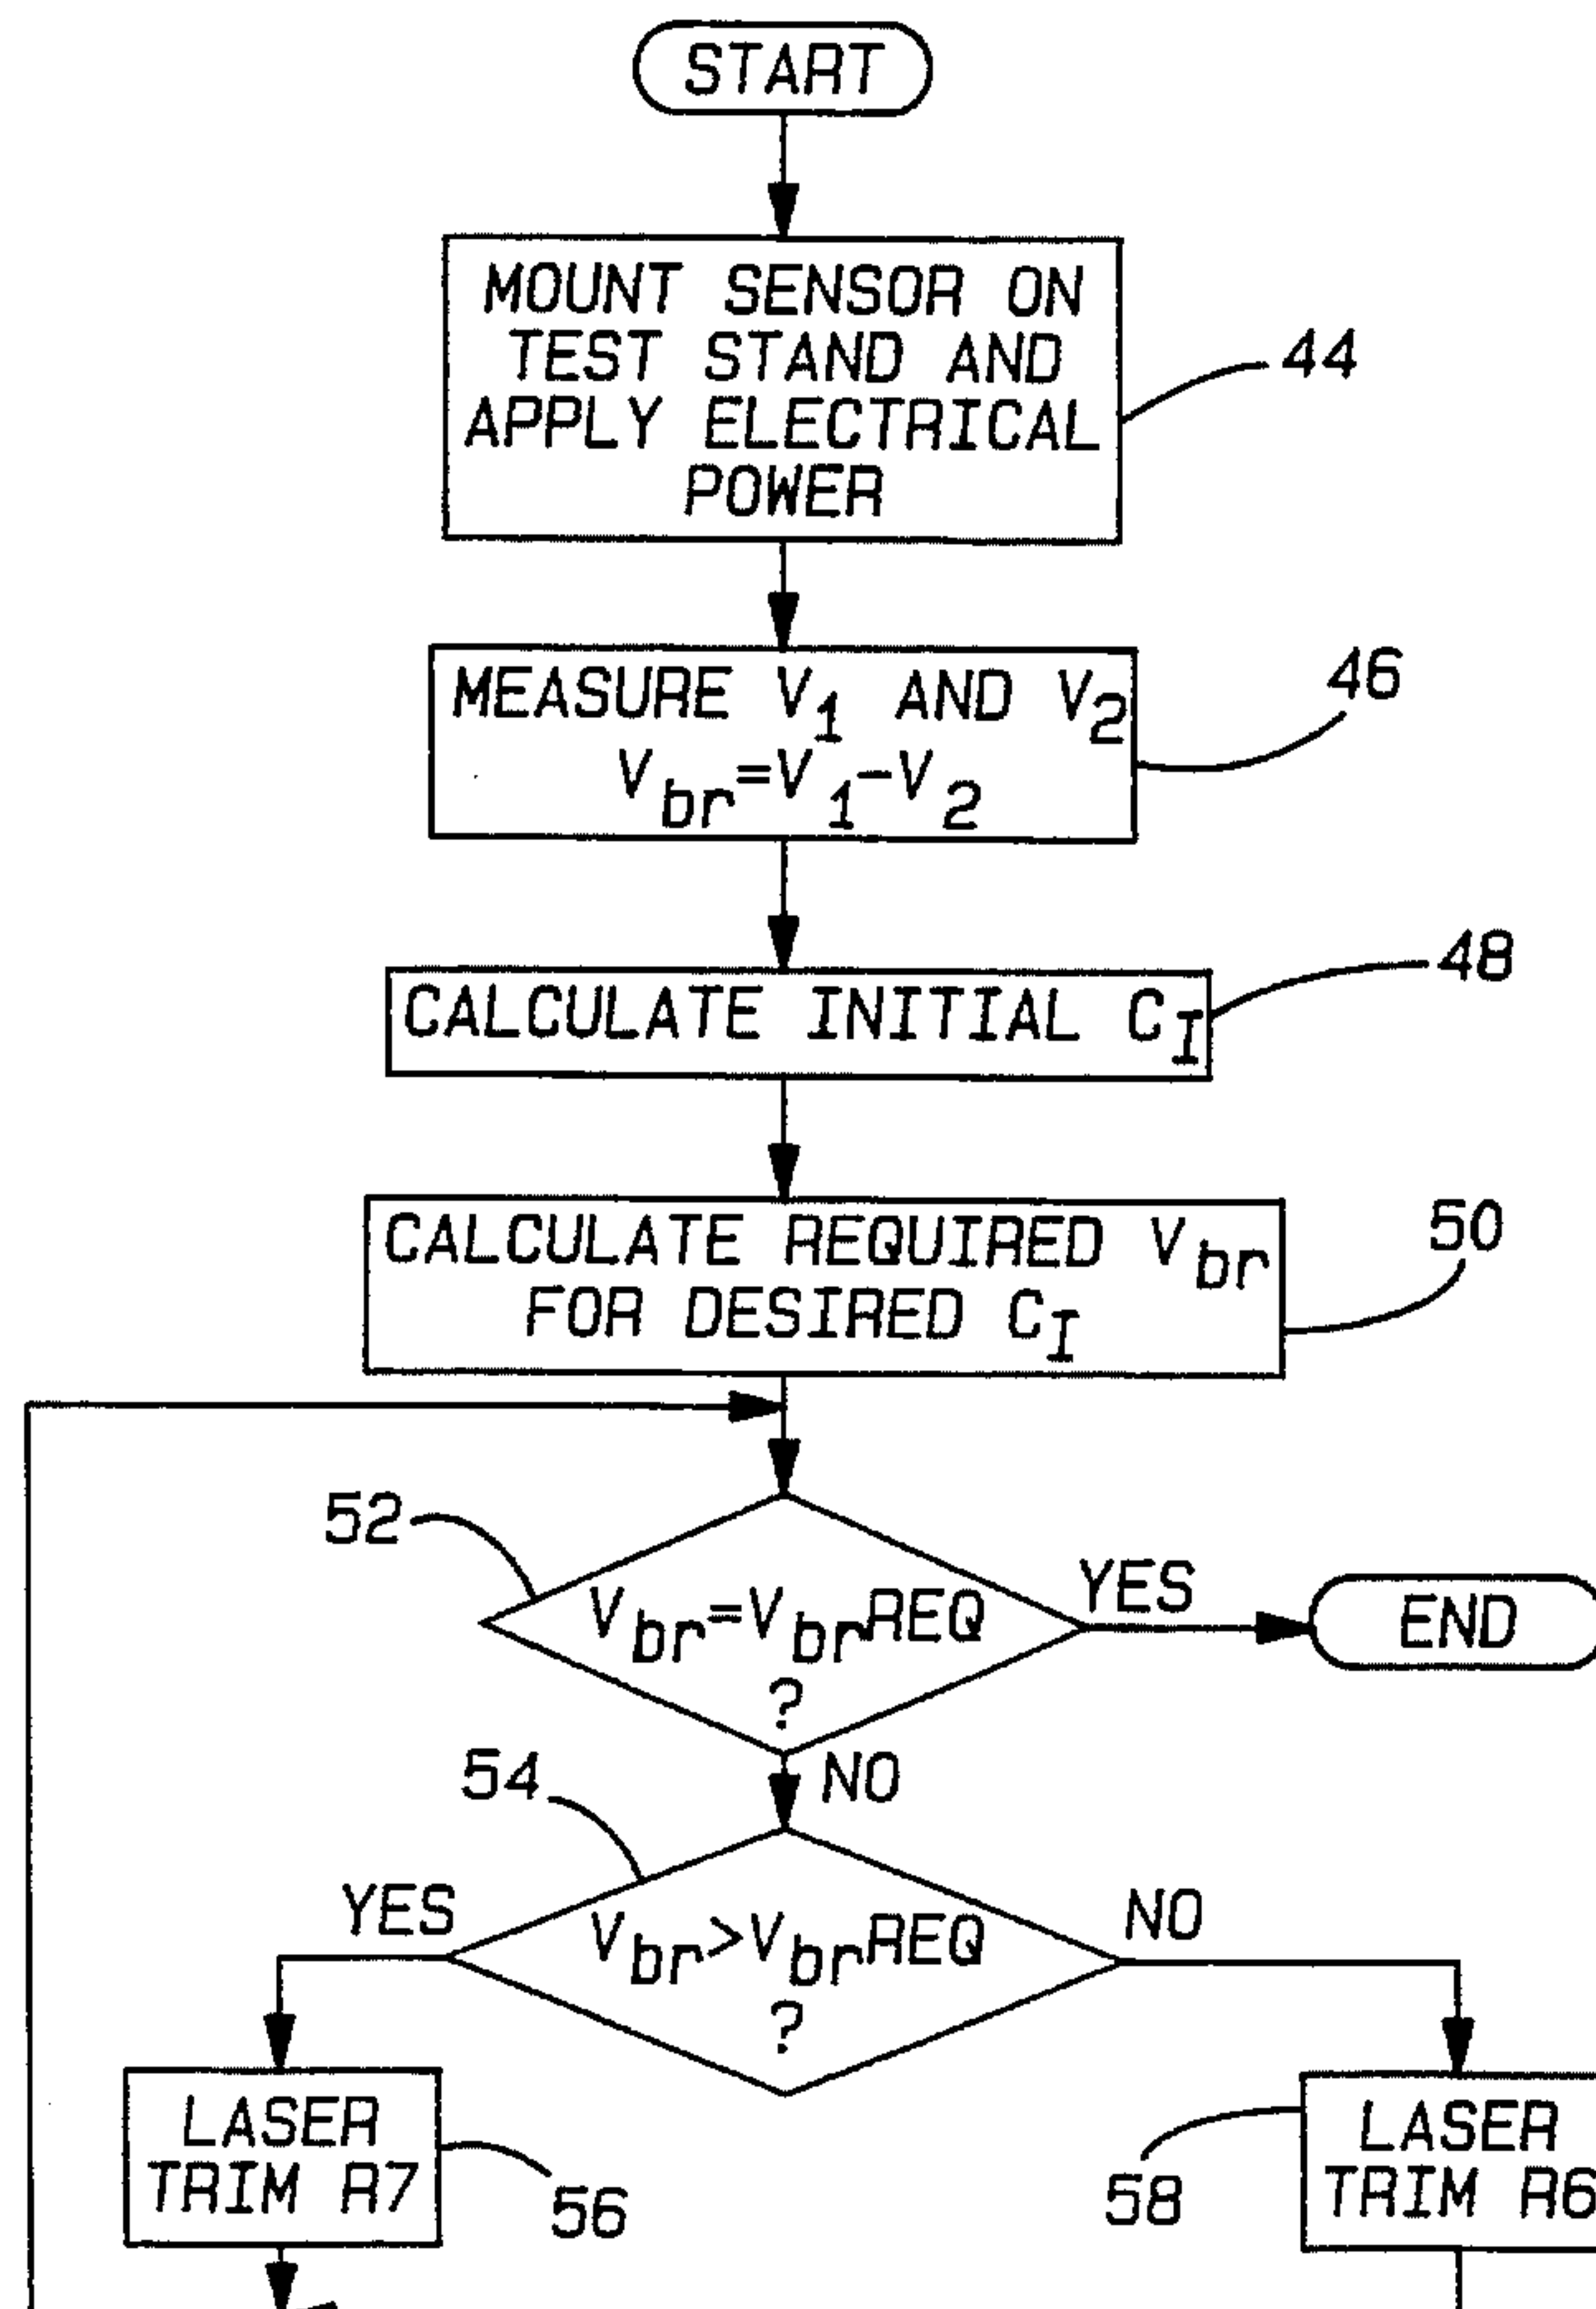 START
MOUNT SENSOR ON
TEST STAND AND
APPLY ELECTRICAL
POWER
44
MEASURE V1 AND V2
Vbr=V1-V2
46
CALCULATE INITIAL CI
48
CALCULATE REQUIRED Vbr
FOR DESIRED CI
50
52
Vbr=VbrREQ
?
YES
END
NO
54
YES
Vbr>VbrREQ
?
NO
LASER
TRIM R7
56
58
LASER
TRIM R6